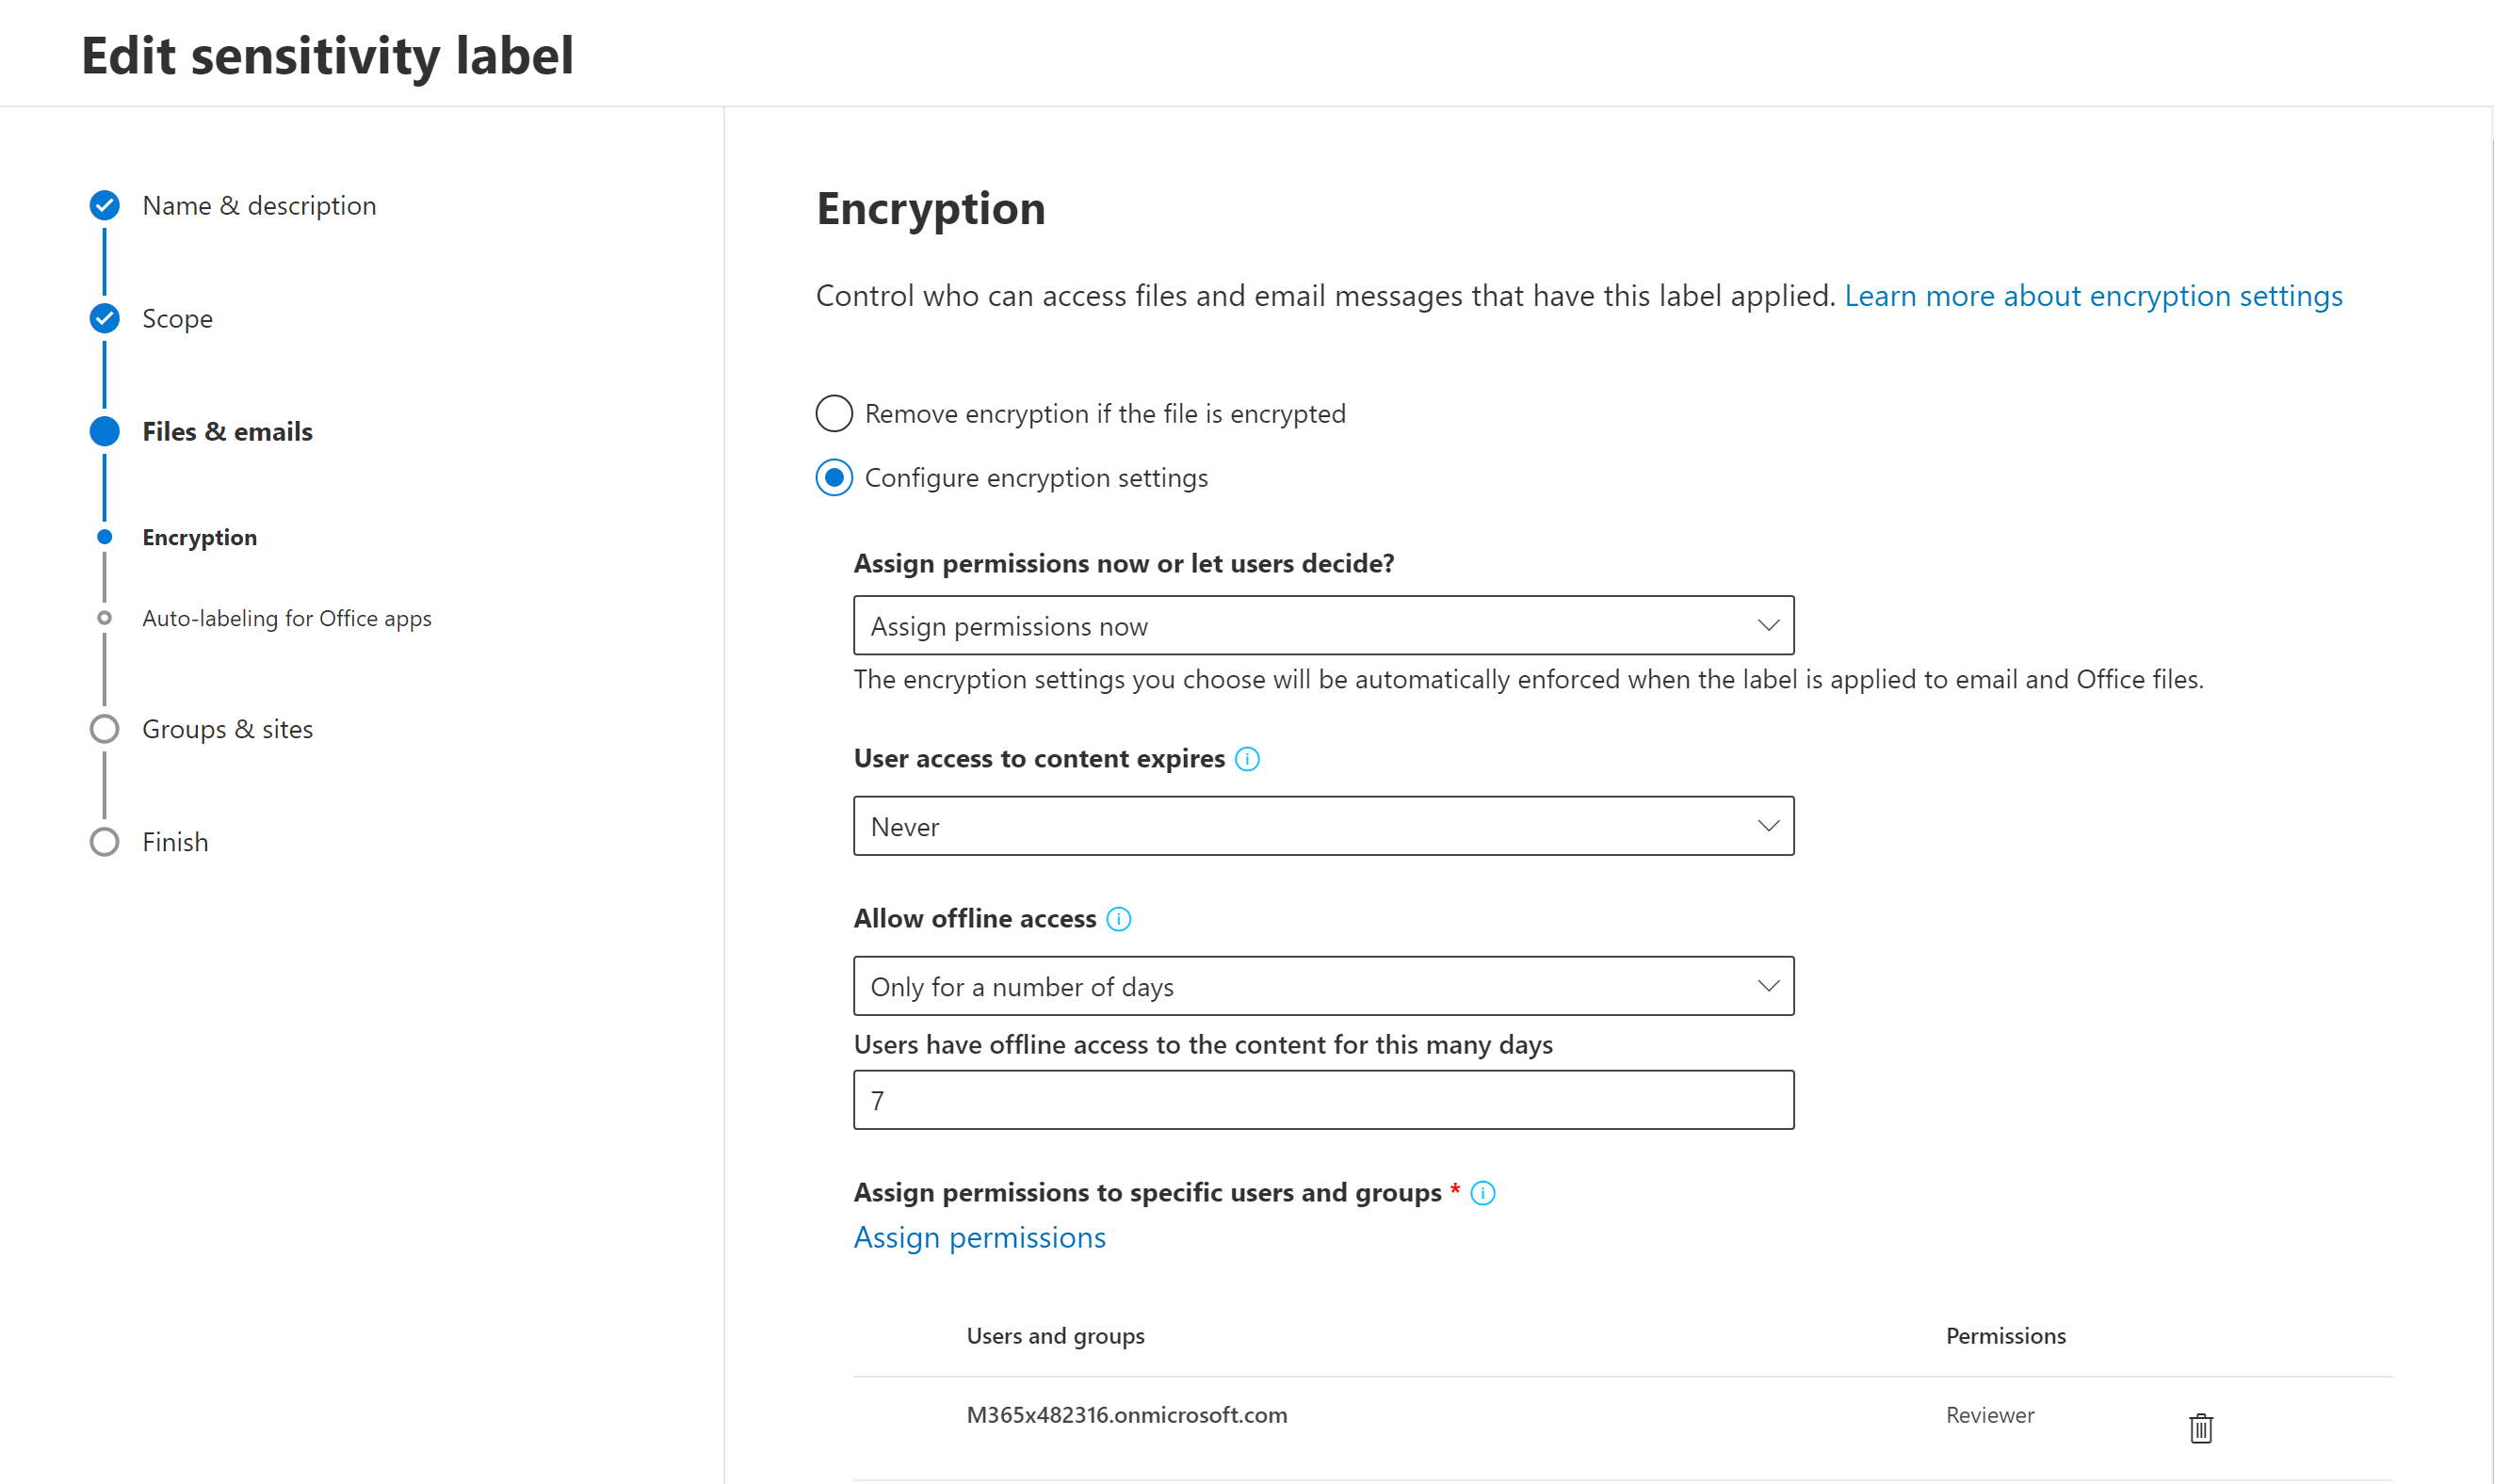 Edit sensitivity label
Name & description
Scope
Files & emails
Encryption
Auto-labeling for Office apps
Groups & sites
Finish
Encryption
Control who can access files and email messages that have this label applied. Learn more about encryption settings
Remove encryption if the file is encrypted
Configure encryption settings
Assign permissions now or let users decide?
Assign permissions now
The encryption settings you choose will be automatically enforced when the label is applied to email and Office files.
User access to content expires
Never
Allow offline access
Only for a number of days
Users have offline access to the content for this many days
7
Assign permissions to specific users and groups *
Assign permissions
Users and groups Permissions
M365x482316.onmicrosoft.com Reviewer